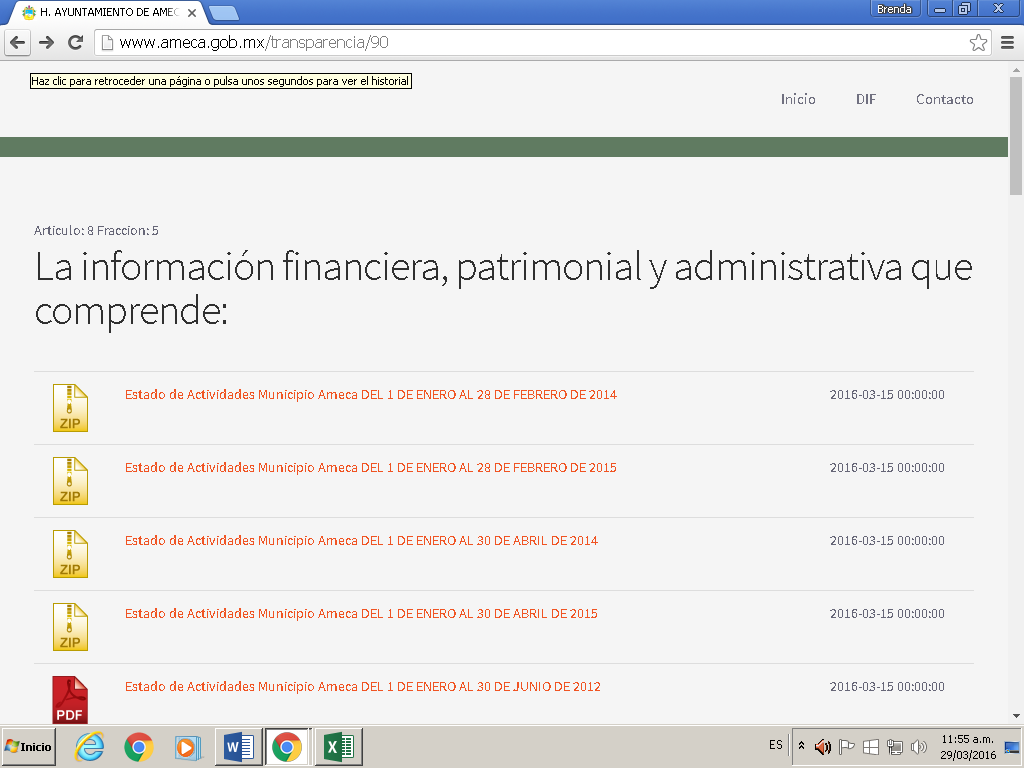 H. AYUNTAMIENTO DE AMEC
Brenda
www.ameca.gob.mx/transparencia/90
Haz clic para retroceder una página o pulsa unos segundos para ver el historial
Inicio DIF Contacto
Artículo: 8 Fraccion: 5
La información financiera, patrimonial y administrativa que
comprende:
ZIP Estado de Actividades Municipio Ameca DEL 1 DE ENERO AL 28 DE FEBRERO DE 2014 2016-03-15 00:00:00
ZIP Estado de Actividades Municipio Ameca DEL 1 DE ENERO AL 28 DE FEBRERO DE 2015 2016-03-15 00:00:00
ZIP Estado de Actividades Municipio Ameca DEL 1 DE ENERO AL 30 DE ABRIL DE 2014 2016-03-15 00:00:00
ZIP Estado de Actividades Municipio Ameca DEL 1 DE ENERO AL 30 DE ABRIL DE 2015 2016-03-15 00:00:00
PDF Estado de Actividades Municipio Ameca DEL 1 DE ENERO AL 30 DE JUNIO DE 2012 2016-03-15 00:00:00
Inicio ES 11:55 a.m.
29/03/2016